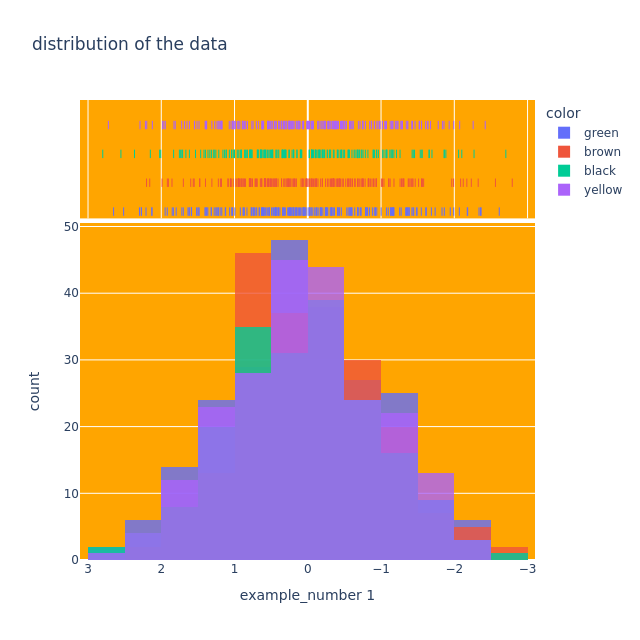 distribution of the data
color
green
brown
black
yellow
50
40
30
20
10
0
count
3 2 1 0 −1 −2 −3
example_number 1